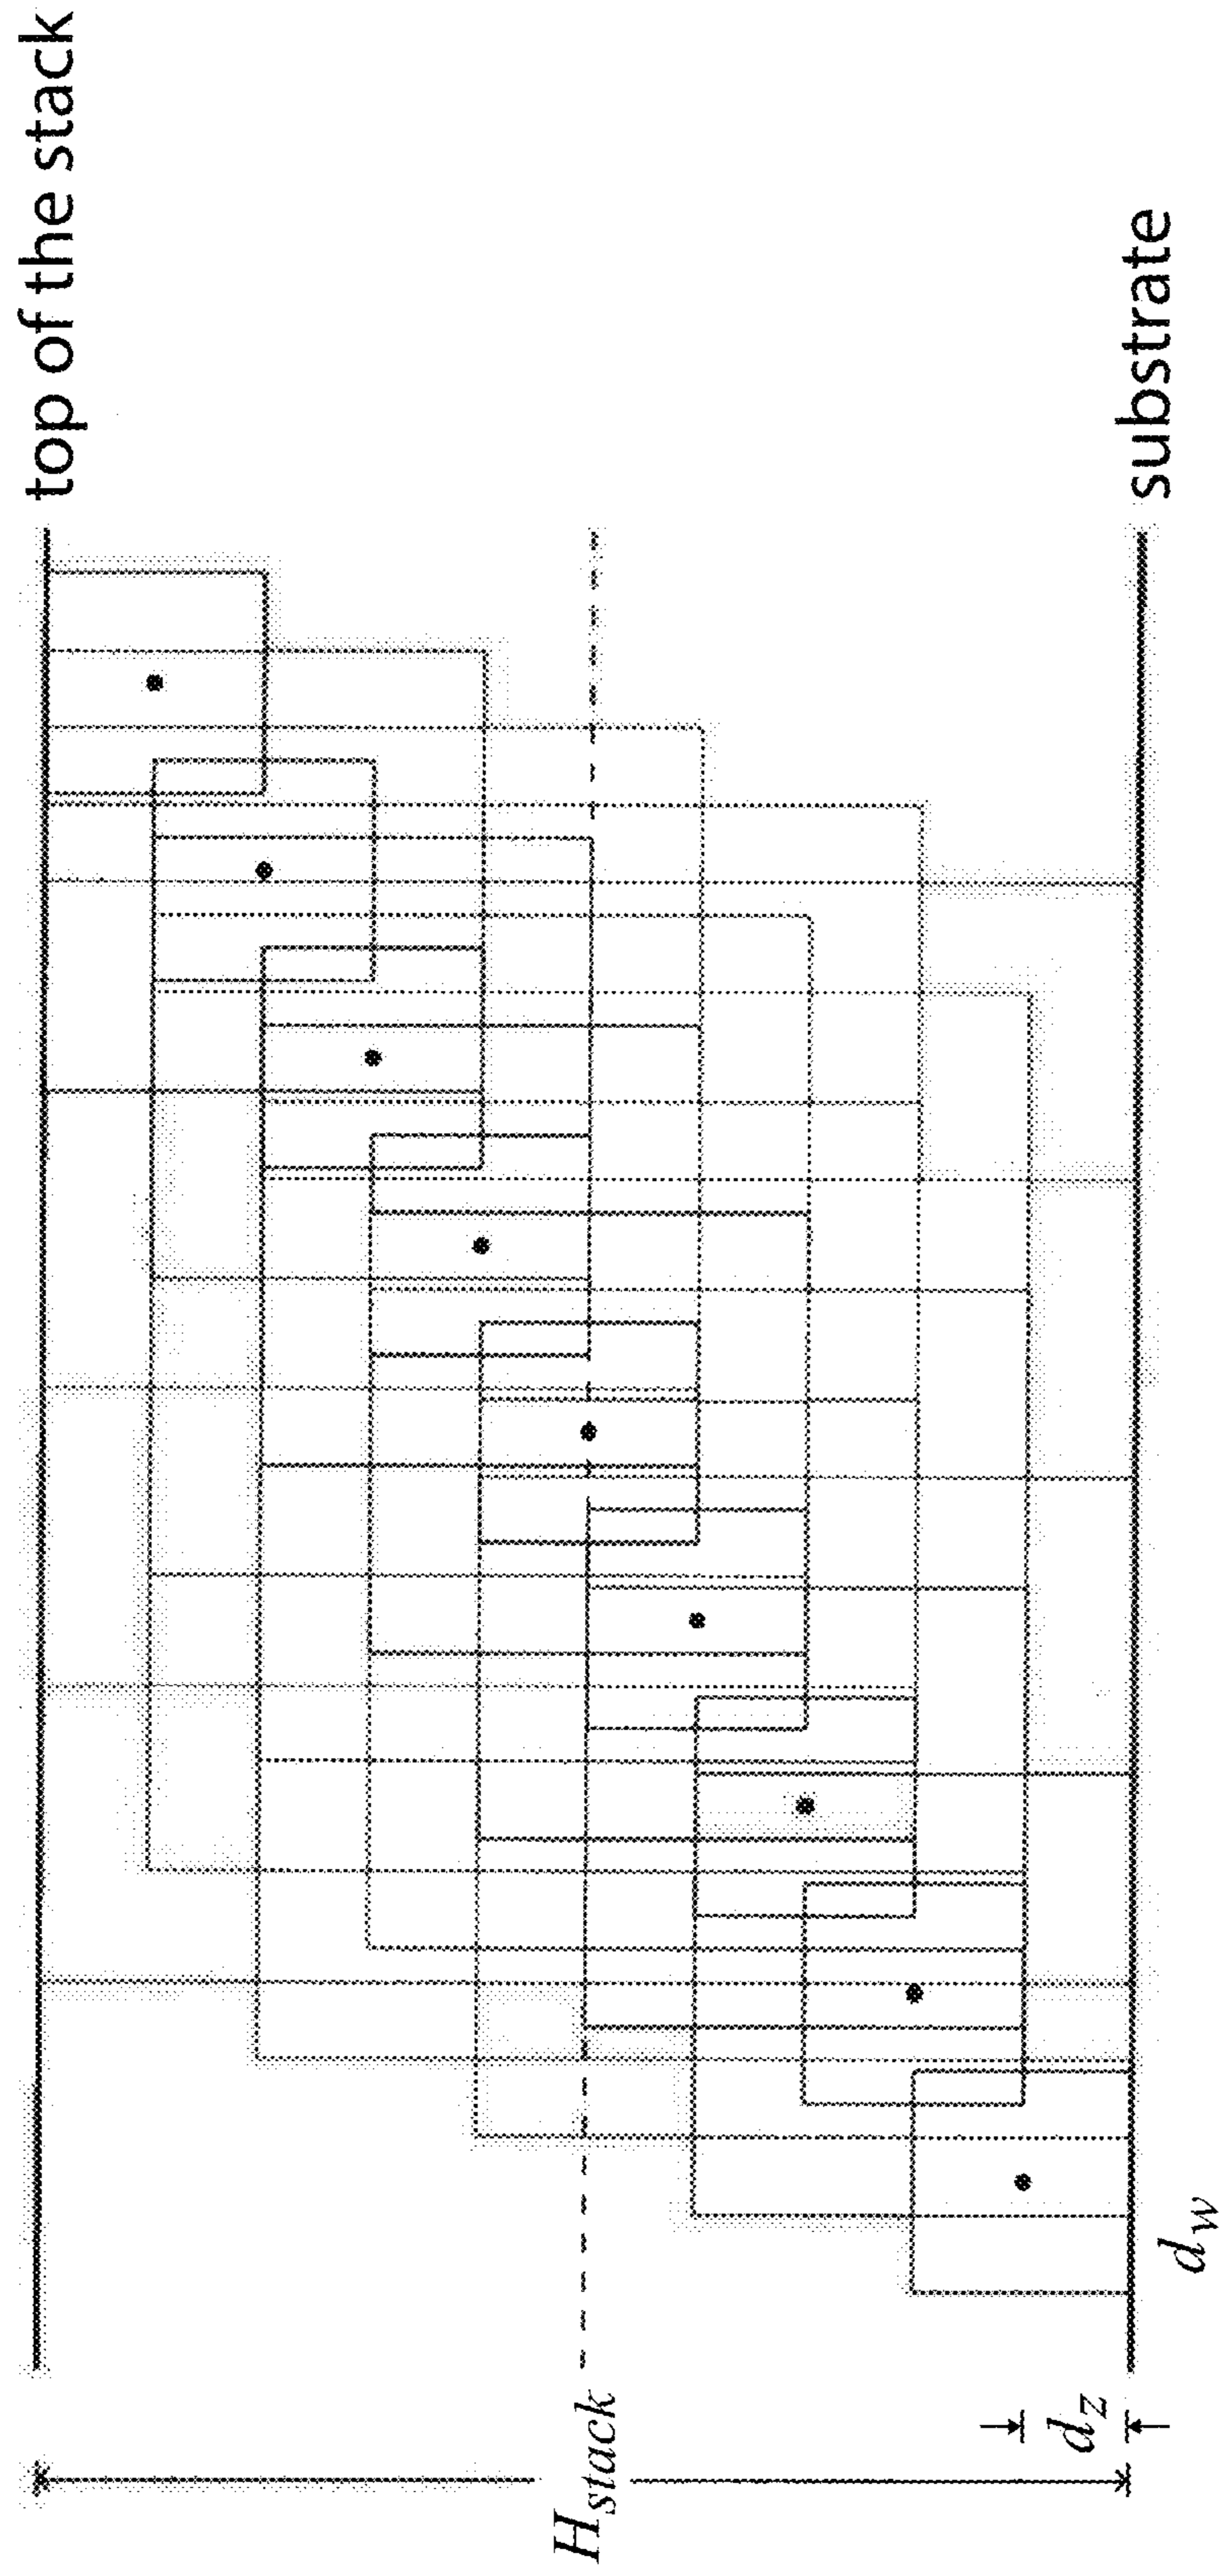 top of the stack
H_stack
substrate
d_z
d_w